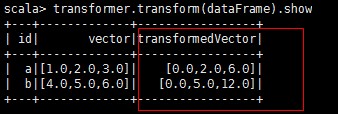 scala> transformer.transform(dataFrame).show
+---+-------------+-----------------+
| id|       vector|transformedVector|
+---+-------------+-----------------+
|  a|[1.0,2.0,3.0]|    [0.0,2.0,6.0]|
|  b|[4.0,5.0,6.0]|   [0.0,5.0,12.0]|
+---+-------------+-----------------+